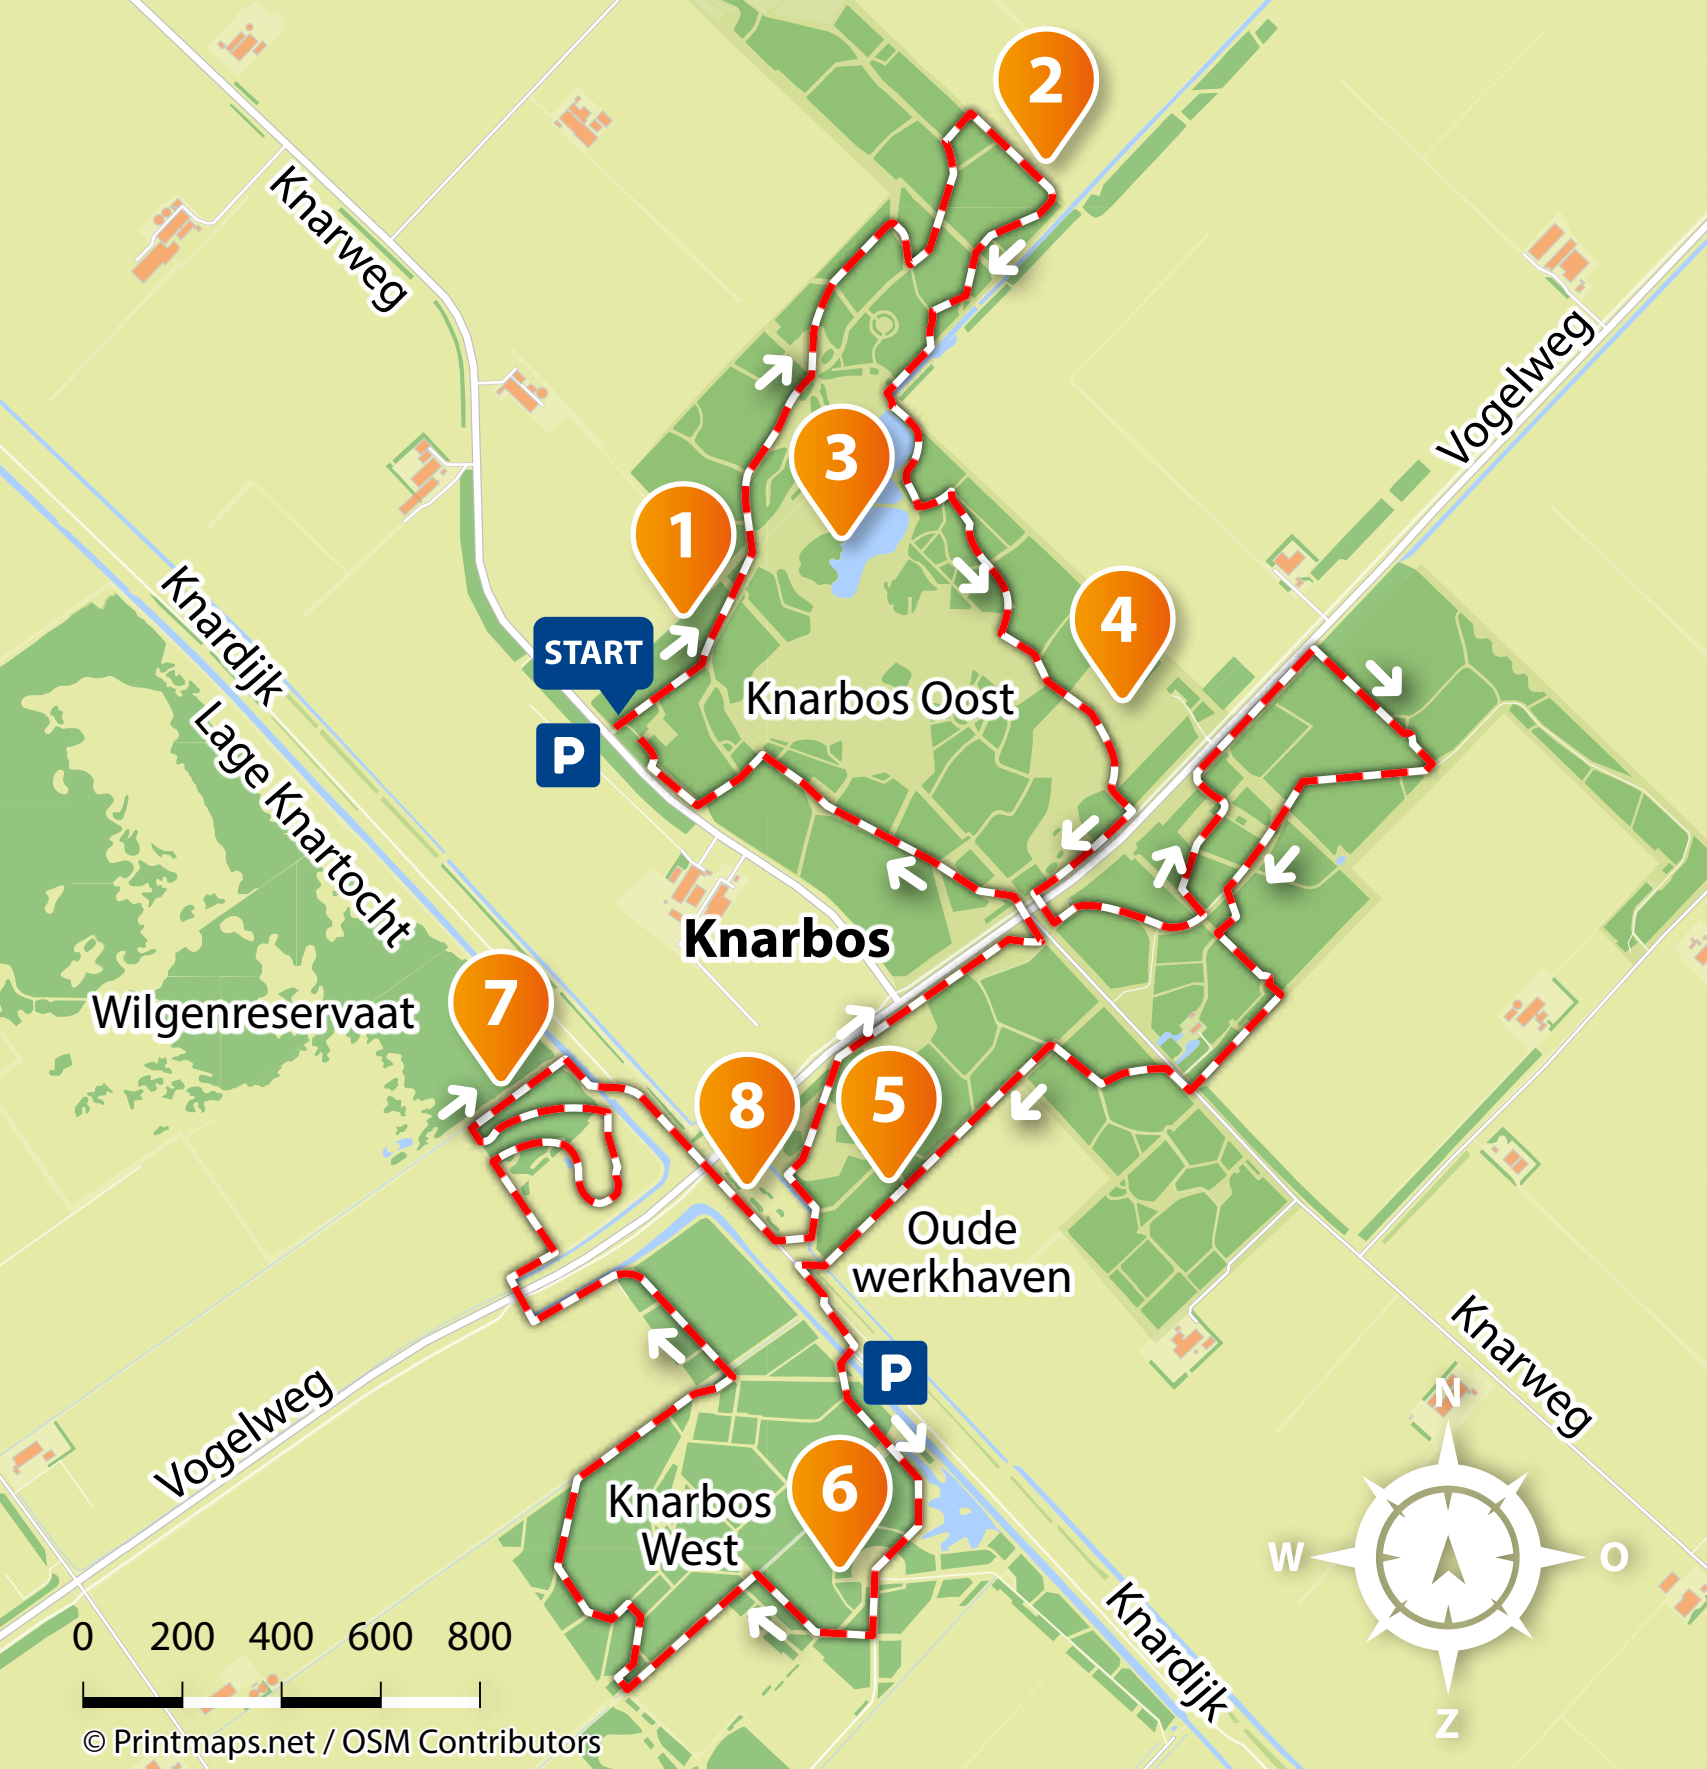 2
Knarweg
Vogelweg
3
1
4
START
P
Knarbos Oost
Knardijk
Lage Knartocht
Knarbos
Wilgenreservaat
7
8
5
Oude
werkhaven
P
Knarweg
Vogelweg
6
Knarbos
West
Knardijk
N
W
O
Z
0 200 400 600 800
© Printmaps.net / OSM Contributors